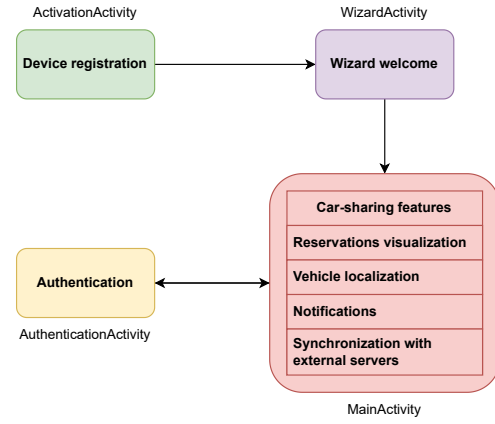 ActivationActivity
WizardActivity
Device registration
Wizard welcome
Car-sharing features
Reservations visualization
Vehicle localization
Notifications
Synchronization with
external servers
Authentication
AuthenticationActivity
MainActivity